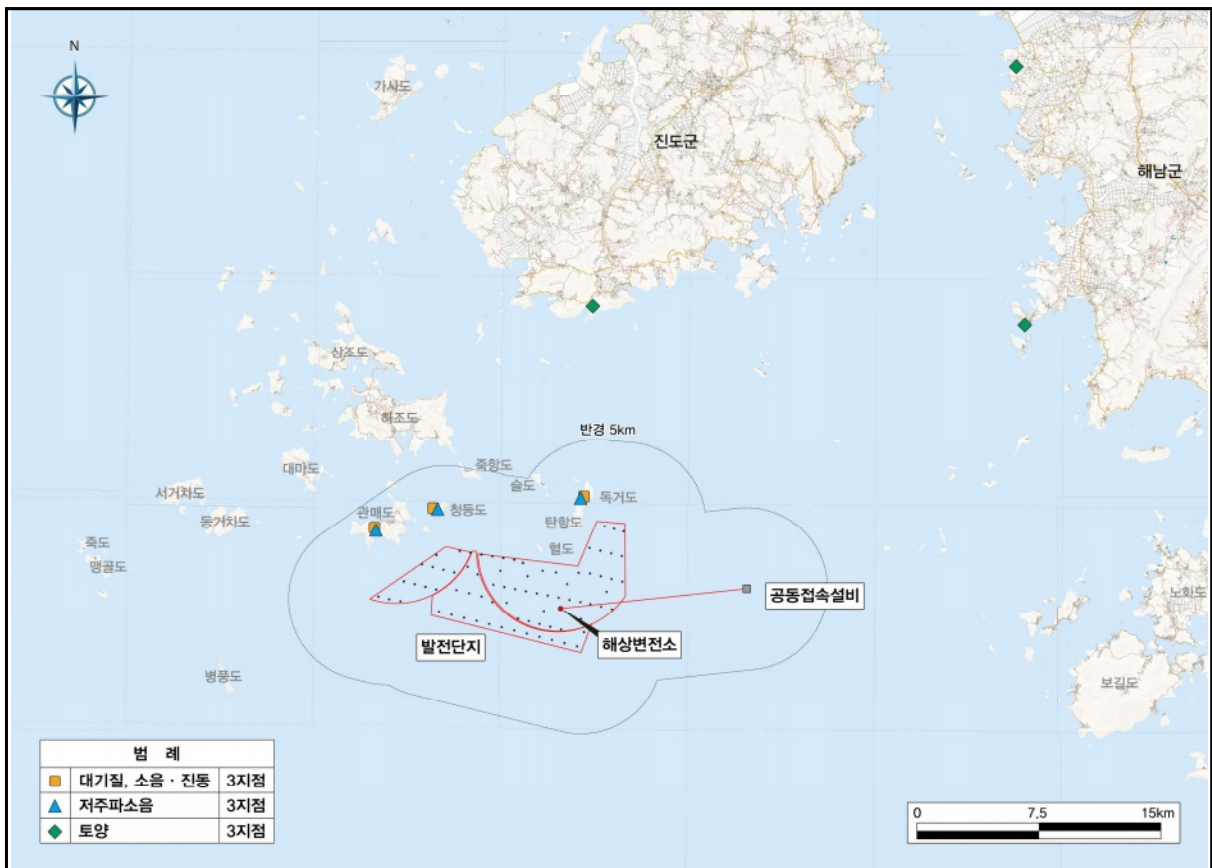 N
가사도
진도군
해남군
상조도
하조도
반경 5km
대마도
죽항도
슬도
서거차도
동거차도
관매도
청등도
독거도
탄항도
혈도
죽도
맹골도
공동접속설비
노화도
발전단지
해상변전소
병풍도
보길도
범 례
대기질, 소음 · 진동 3지점
저주파소음 3지점
토양 3지점
0 7.5 15km